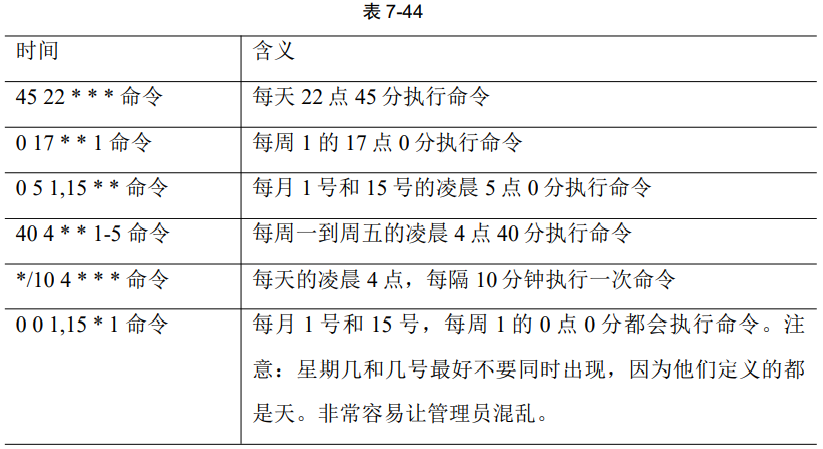 表 7-44
时间 含义
45 22 * * * 命令 每天 22 点 45 分执行命令
0 17 * * 1 命令 每周 1 的 17 点 0 分执行命令
0 5 1,15 * * 命令 每月 1 号和 15 号的凌晨 5 点 0 分执行命令
40 4 * * 1-5 命令 每周一到周五的凌晨 4 点 40 分执行命令
*/10 4 * * * 命令 每天的凌晨 4 点，每隔 10 分钟执行一次命令
0 0 1,15 * 1 命令 每月 1 号和 15 号，每周 1 的 0 点 0 分都会执行命令。注
意：星期几和几号最好不要同时出现，因为他们定义的都
是天。非常容易让管理员混乱。